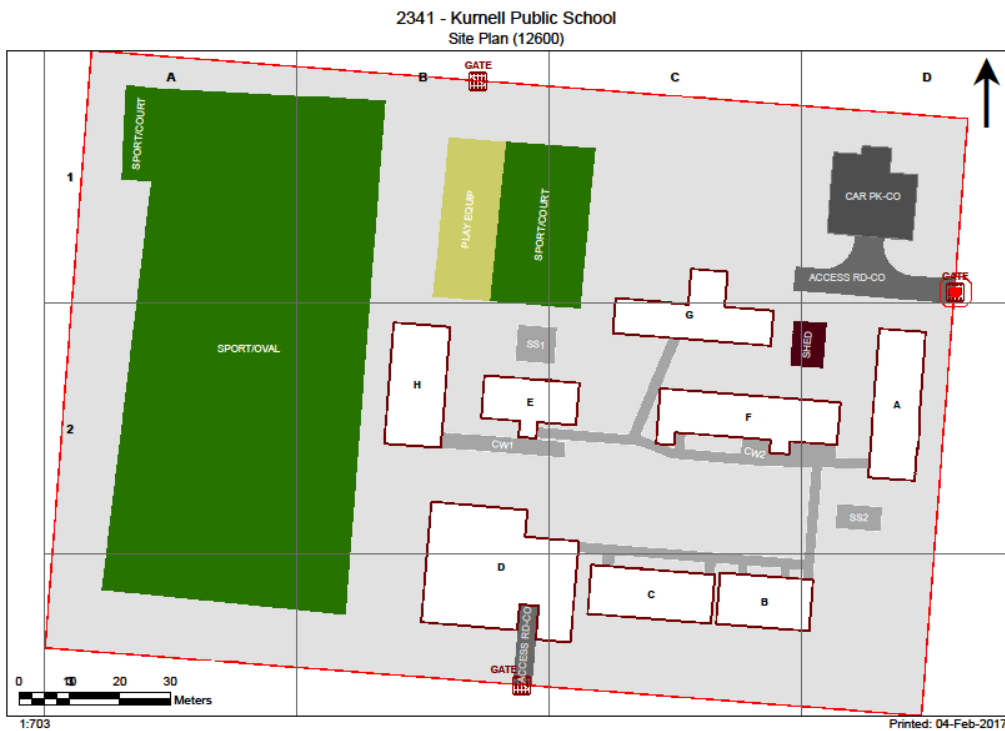 2341 - Kurnell Public School
Site Plan (12600)
GATE
A
B
C
D
SPORT/COURT
1
PLAY EQUIP
SPORT/COURT
CAR PK-CO
ACCESS RD-CO
GATE
G
SS1
SHED
SPORT/OVAL
H
E
F
A
2
CW1
CW2
SS2
D
C
B
ACCESS RD-CO
GATE
0 10 20 30
Meters
1:703
Printed: 04-Feb-2017